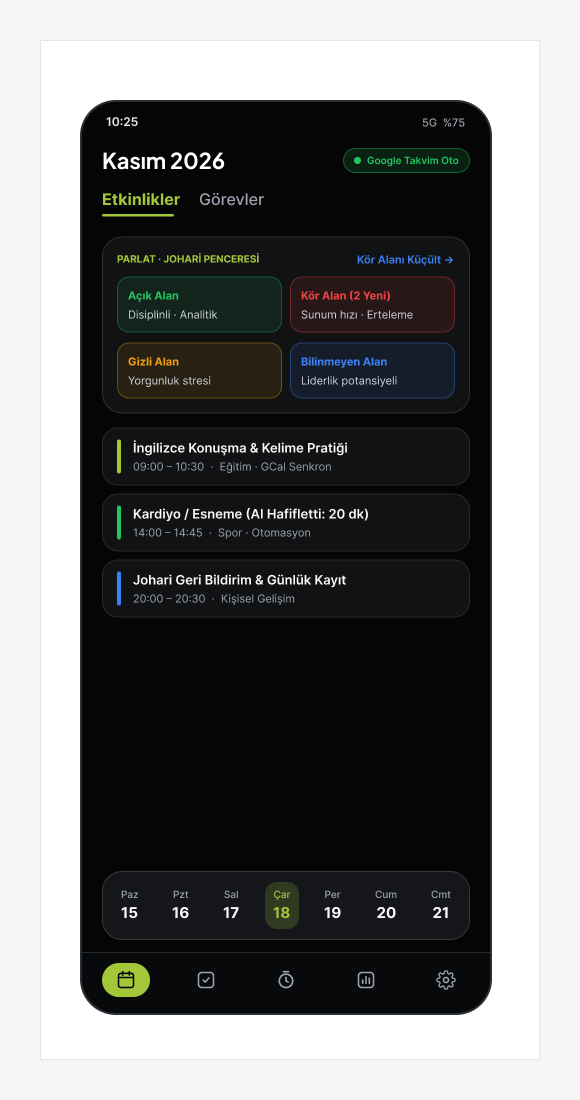 10:25
5G %75
Kasım 2026
Google Takvim Oto
Etkinlikler Görevler
PARLAT · JOHARİ PENCERESİ
Kör Alanı Küçült →
Açık Alan
Disiplinli · Analitik
Kör Alan (2 Yeni)
Sunum hızı · Erteleme
Gizli Alan
Yorgunluk stresi
Bilinmeyen Alan
Liderlik potansiyeli
İngilizce Konuşma & Kelime Pratiği
09:00 – 10:30 · Eğitim · GCal Senkron
Kardiyo / Esneme (AI Hafifletti: 20 dk)
14:00 – 14:45 · Spor · Otomasyon
Johari Geri Bildirim & Günlük Kayıt
20:00 – 20:30 · Kişisel Gelişim
Paz Pzt Sal Çar Per Cum Cmt
15 16 17 18 19 20 21